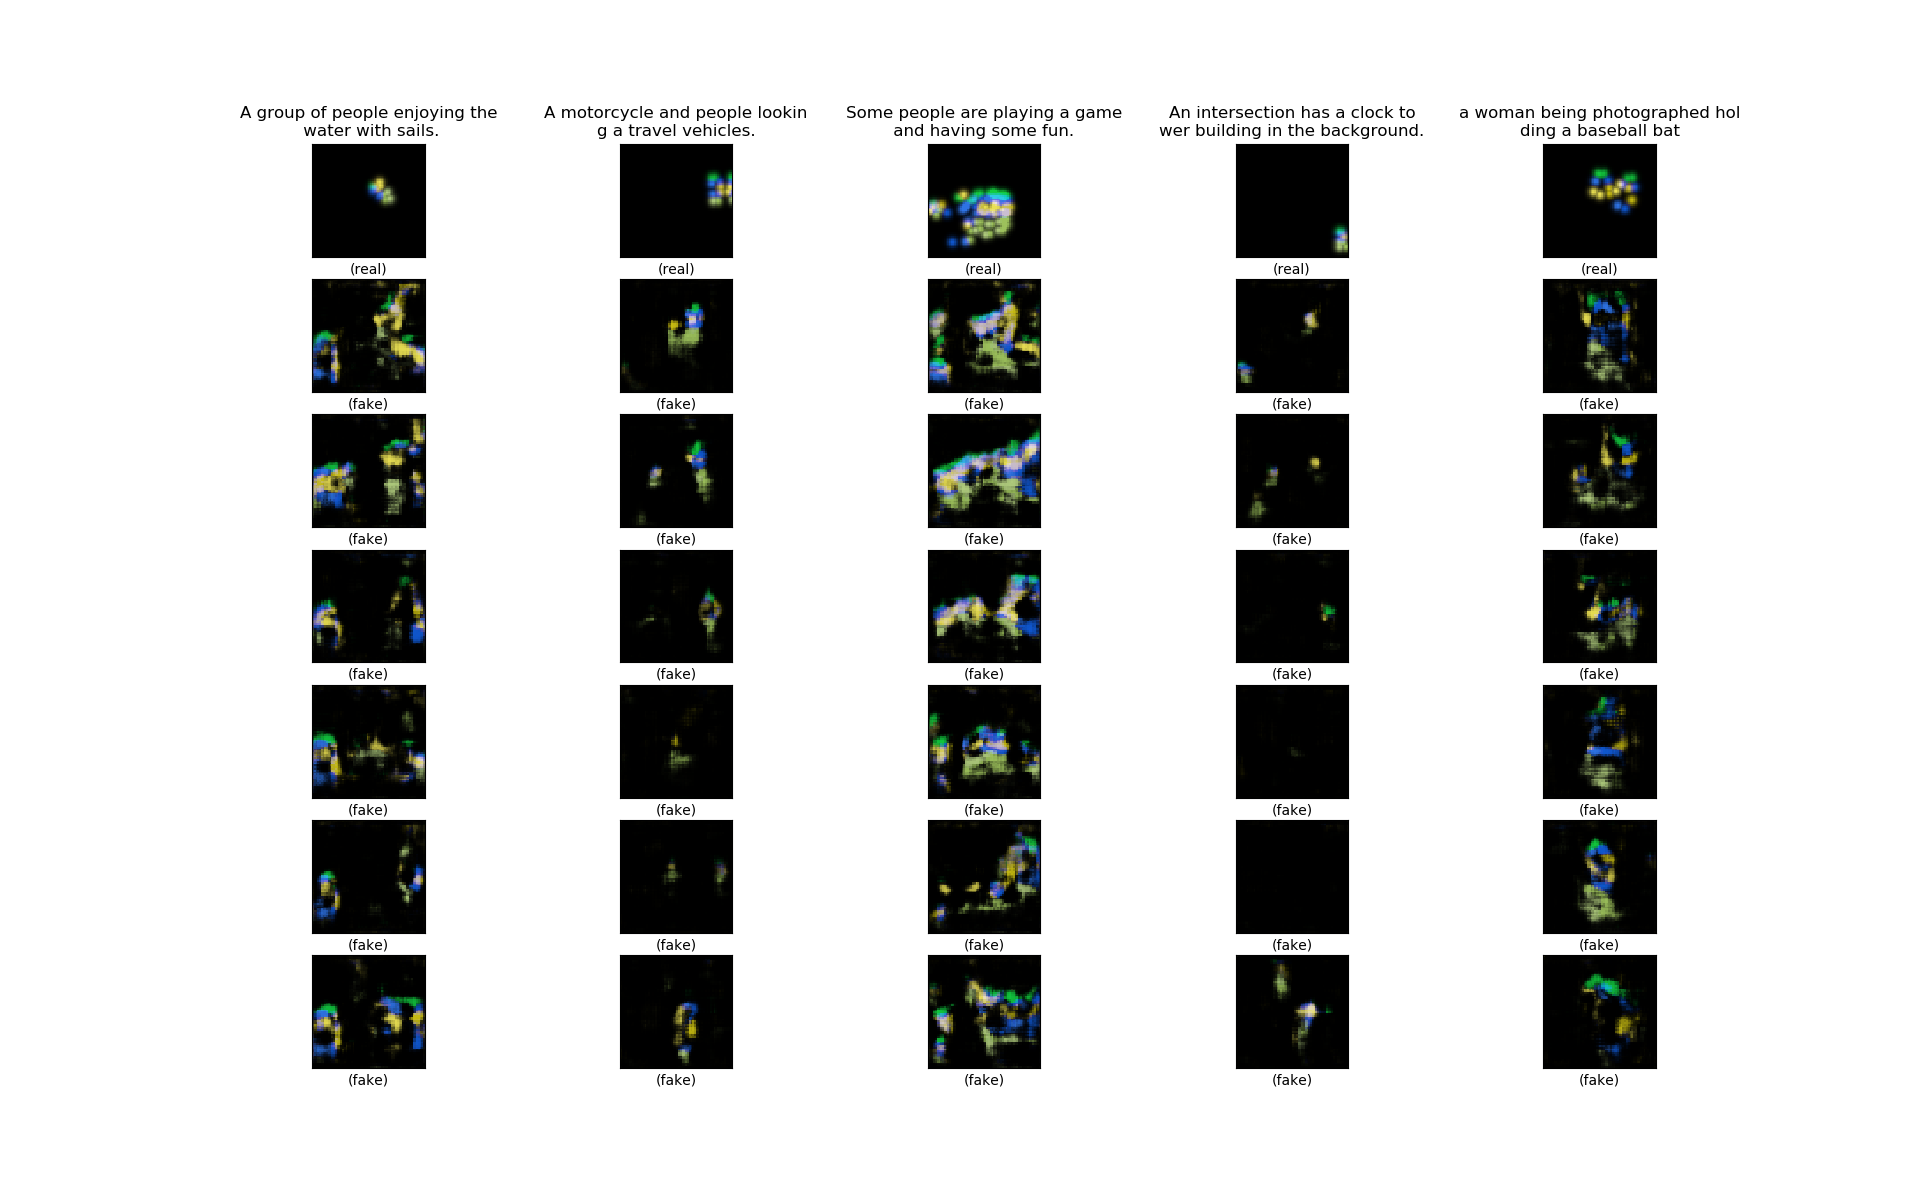 A group of people enjoying the
water with sails.
A motorcycle and people lookin
g a travel vehicles.
Some people are playing a game
and having some fun.
An intersection has a clock to
wer building in the background.
a woman being photographed hol
ding a baseball bat
(real) (real) (real) (real) (real)
(fake) (fake) (fake) (fake) (fake)
(fake) (fake) (fake) (fake) (fake)
(fake) (fake) (fake) (fake) (fake)
(fake) (fake) (fake) (fake) (fake)
(fake) (fake) (fake) (fake) (fake)
(fake) (fake) (fake) (fake) (fake)